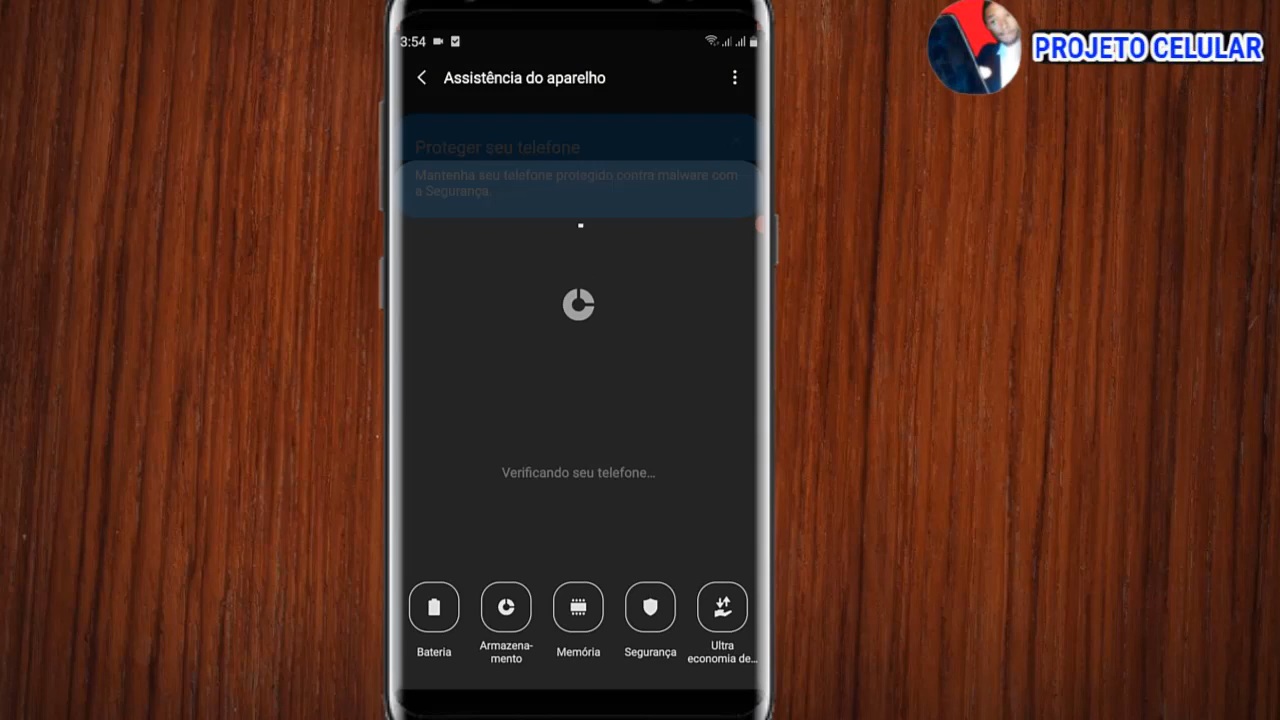 PROJETO CELULAR
3:54
Assistência do aparelho
Proteger seu telefone
Mantenha seu telefone protegido contra malware com
a Segurança.
Verificando seu telefone...
Bateria
Armazena-
mento
Memória
Segurança
Ultra
economia de...